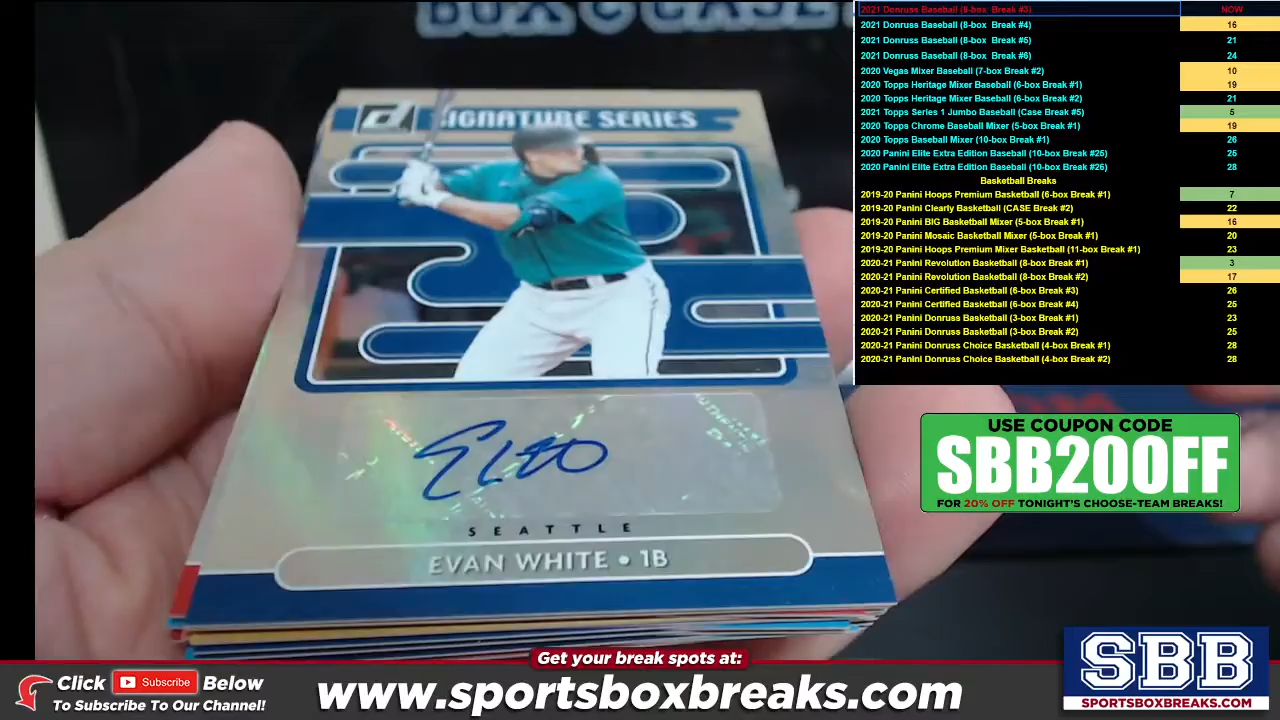 SIGNATURE SERIES
SEATTLE
EVAN WHITE • 1B
2021 Donruss Baseball (8-box Break #3) NOW
2021 Donruss Baseball (8-box Break #4) 16
2021 Donruss Baseball (8-box Break #5) 21
2021 Donruss Baseball (8-box Break #6) 24
2020 Vegas Mixer Baseball (7-box Break #2) 10
2020 Topps Heritage Mixer Baseball (6-box Break #1) 19
2020 Topps Heritage Mixer Baseball (6-box Break #2) 21
2021 Topps Series 1 Jumbo Baseball (Case Break #5) 5
2020 Topps Chrome Baseball Mixer (5-box Break #1) 19
2020 Topps Baseball Mixer (10-box Break #1) 26
2020 Panini Elite Extra Edition Baseball (10-box Break #25) 25
2020 Panini Elite Extra Edition Baseball (10-box Break #26) 28
Basketball Breaks
2019-20 Panini Hoops Premium Basketball (6-box Break #1) 7
2019-20 Panini Clearly Basketball (CASE Break #2) 22
2019-20 Panini BIG Basketball Mixer (5-box Break #1) 16
2019-20 Panini Mosaic Basketball Mixer (5-box Break #1) 20
2019-20 Panini Hoops Premium Mixer Basketball (11-box Break #1) 23
2020-21 Panini Revolution Basketball (8-box Break #1) 3
2020-21 Panini Revolution Basketball (8-box Break #2) 17
2020-21 Panini Certified Basketball (6-box Break #3) 26
2020-21 Panini Certified Basketball (6-box Break #4) 25
2020-21 Panini Donruss Basketball (3-box Break #1) 23
2020-21 Panini Donruss Basketball (3-box Break #2) 25
2020-21 Panini Donruss Choice Basketball (4-box Break #1) 28
2020-21 Panini Donruss Choice Basketball (4-box Break #2) 28
USE COUPON CODE
SBB20OFF
FOR 20% OFF TONIGHT'S CHOOSE-TEAM BREAKS!
Get your break spots at:
Click Subscribe Below
To Subscribe To Our Channel!
www.sportsboxbreaks.com
SBB
SPORTSBOXBREAKS.COM